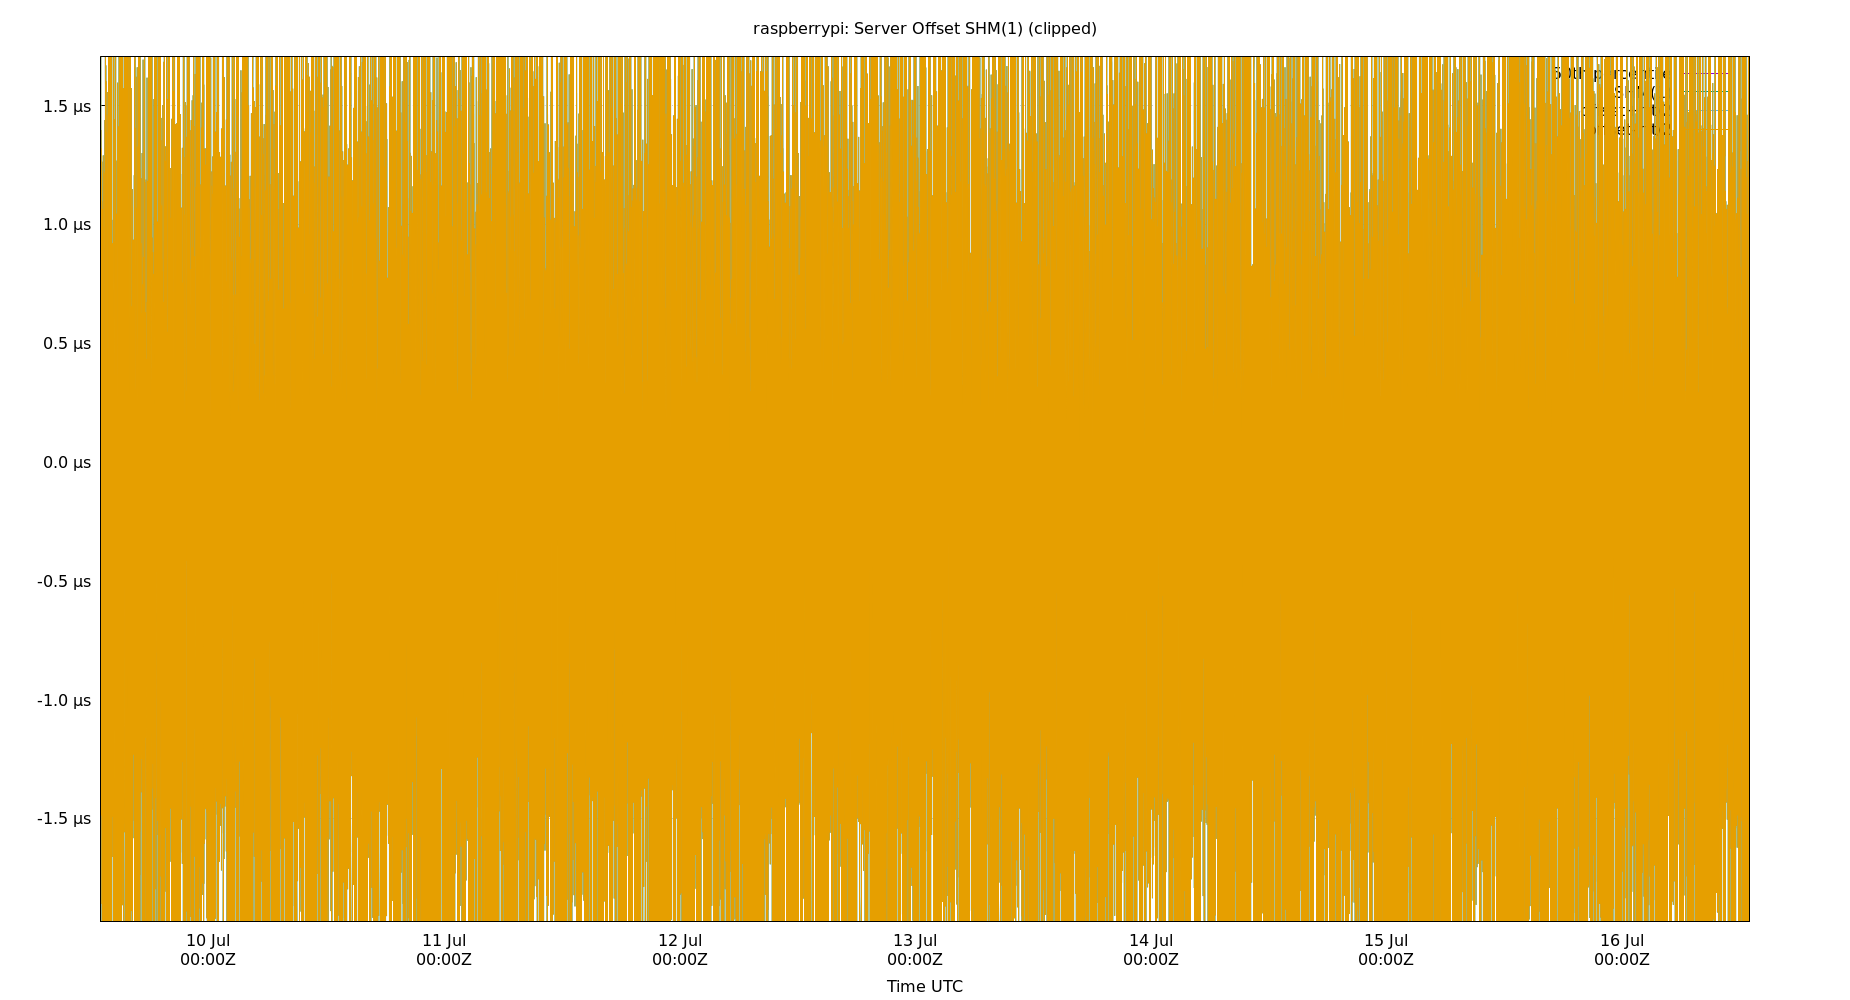 raspberrypi: Server Offset SHM(1) (clipped)
1.5 µs
1.0 µs
0.5 µs
0.0 µs
-0.5 µs
-1.0 µs
-1.5 µs
10 Jul 11 Jul 12 Jul 13 Jul 14 Jul 15 Jul 16 Jul
00:00Z 00:00Z 00:00Z 00:00Z 00:00Z 00:00Z 00:00Z
Time UTC